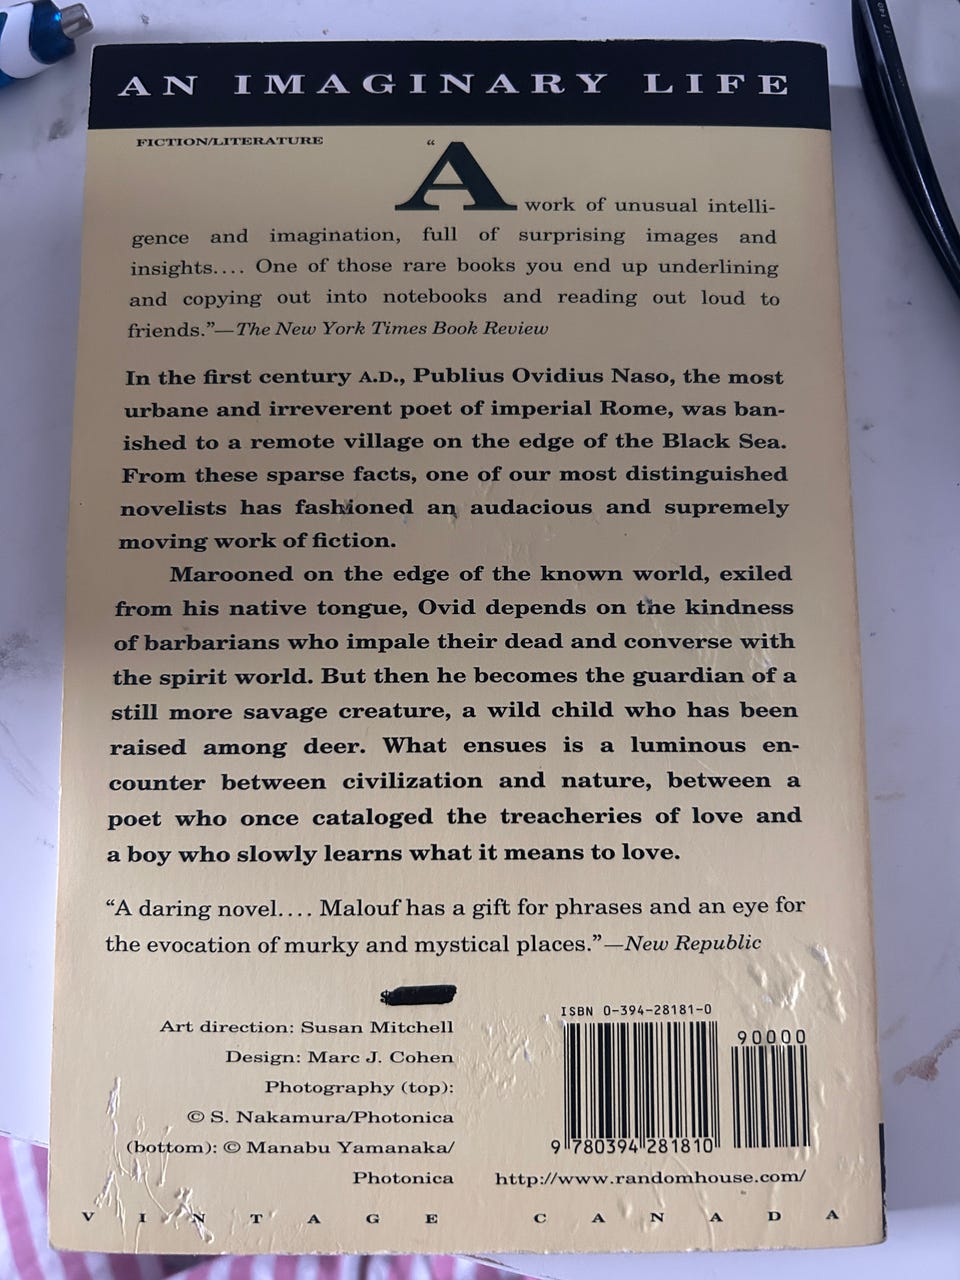 AN IMAGINARY LIFE
FICTION/LITERATURE
“A work of unusual intelli-
gence and imagination, full of surprising images and
insights.... One of those rare books you end up underlining
and copying out into notebooks and reading out loud to
friends.”—The New York Times Book Review
In the first century A.D., Publius Ovidius Naso, the most
urbane and irreverent poet of imperial Rome, was ban-
ished to a remote village on the edge of the Black Sea.
From these sparse facts, one of our most distinguished
novelists has fashioned an audacious and supremely
moving work of fiction.
Marooned on the edge of the known world, exiled
from his native tongue, Ovid depends on the kindness
of barbarians who impale their dead and converse with
the spirit world. But then he becomes the guardian of a
still more savage creature, a wild child who has been
raised among deer. What ensues is a luminous en-
counter between civilization and nature, between a
poet who once cataloged the treacheries of love and
a boy who slowly learns what it means to love.
“A daring novel.... Malouf has a gift for phrases and an eye for
the evocation of murky and mystical places.”—New Republic
$
Art direction: Susan Mitchell
Design: Marc J. Cohen
Photography (top):
© S. Nakamura/Photonica
(bottom): © Manabu Yamanaka/
Photonica
ISBN 0-394-28181-0
90000
9 780394 281810
http://www.randomhouse.com/
VINTAGE CANADA